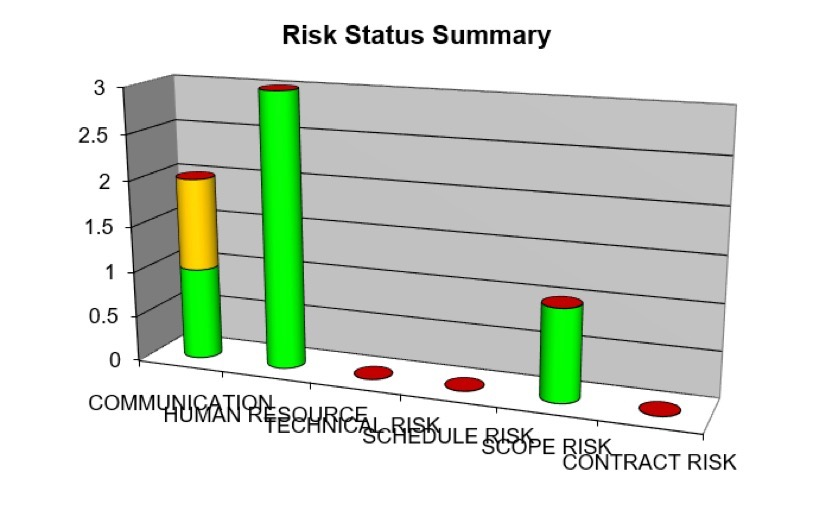 Risk Status Summary
3
2.5
2
1.5
1
0.5
0
COMMUNICATION
HUMAN RESOURCE
TECHNICAL RISK
SCHEDULE RISK
SCOPE RISK
CONTRACT RISK